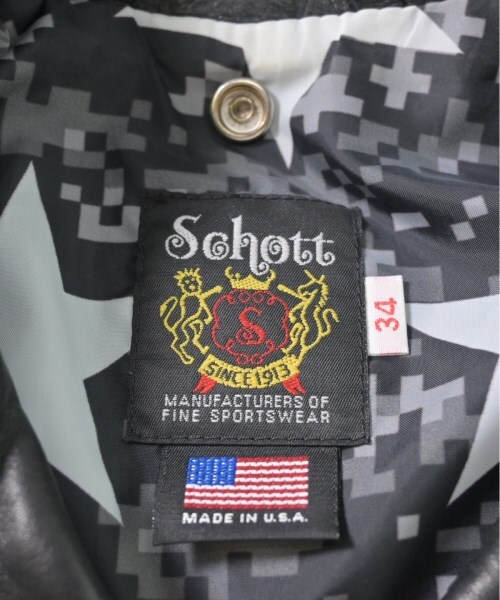 Schott
S
SINCE 1913
34
MANUFACTURERS OF
FINE SPORTSWEAR
MADE IN U.S.A.